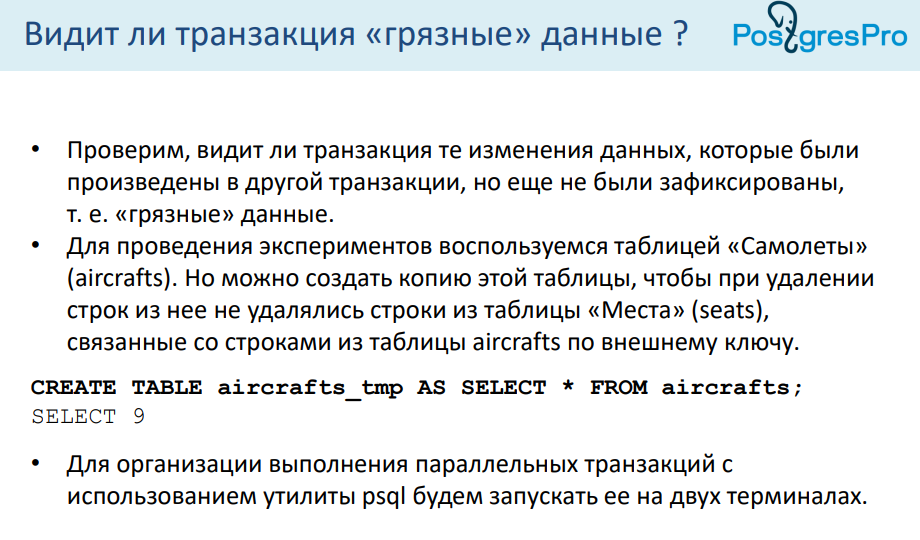 Видит ли транзакция «грязные» данные ?
PostgresPro
• Проверим, видит ли транзакция те изменения данных, которые были
произведены в другой транзакции, но еще не были зафиксированы,
т. е. «грязные» данные.
• Для проведения экспериментов воспользуемся таблицей «Самолеты»
(aircrafts). Но можно создать копию этой таблицы, чтобы при удалении
строк из нее не удалялись строки из таблицы «Места» (seats),
связанные со строками из таблицы aircrafts по внешнему ключу.
CREATE TABLE aircrafts_tmp AS SELECT * FROM aircrafts;
SELECT 9
• Для организации выполнения параллельных транзакций с
использованием утилиты psql будем запускать ее на двух терминалах.